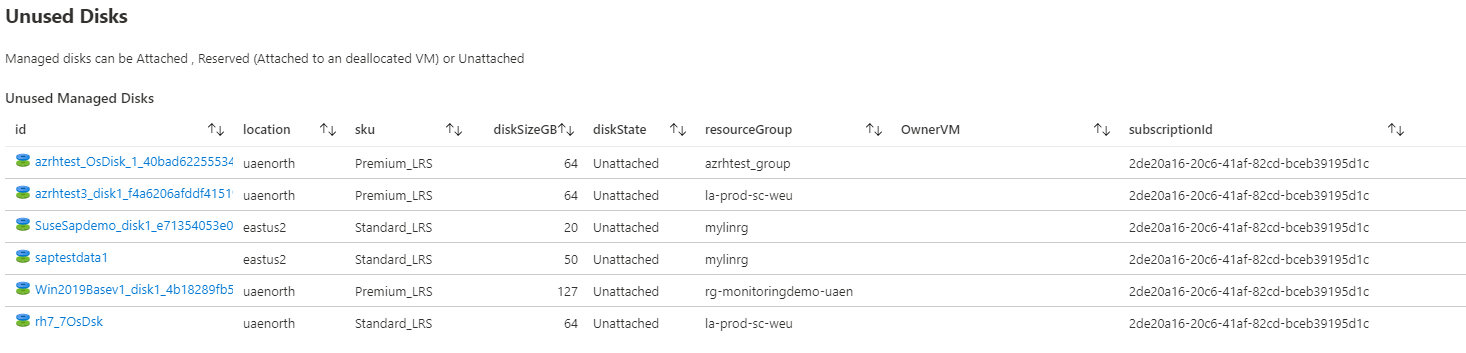 Unused Disks
Managed disks can be Attached , Reserved (Attached to an deallocated VM) or Unattached
Unused Managed Disks
id location sku diskSizeGB diskState resourceGroup OwnerVM subscriptionId
azrhtest_OsDisk_1_40bad62255534 uaenorth Premium_LRS 64 Unattached azrhtest_group 2de20a16-20c6-41af-82cd-bceb39195d1c
azrhtest3_disk1_f4a6206afddf4151 uaenorth Premium_LRS 64 Unattached la-prod-sc-weu 2de20a16-20c6-41af-82cd-bceb39195d1c
SuseSapdemo_disk1_e71354053e0 eastus2 Standard_LRS 20 Unattached mylinrg 2de20a16-20c6-41af-82cd-bceb39195d1c
saptestdata1 eastus2 Standard_LRS 50 Unattached mylinrg 2de20a16-20c6-41af-82cd-bceb39195d1c
Win2019Basev1_disk1_4b18289fb5 uaenorth Premium_LRS 127 Unattached rg-monitoringdemo-uaen 2de20a16-20c6-41af-82cd-bceb39195d1c
rh7_7OsDsk uaenorth Standard_LRS 64 Unattached la-prod-sc-weu 2de20a16-20c6-41af-82cd-bceb39195d1c